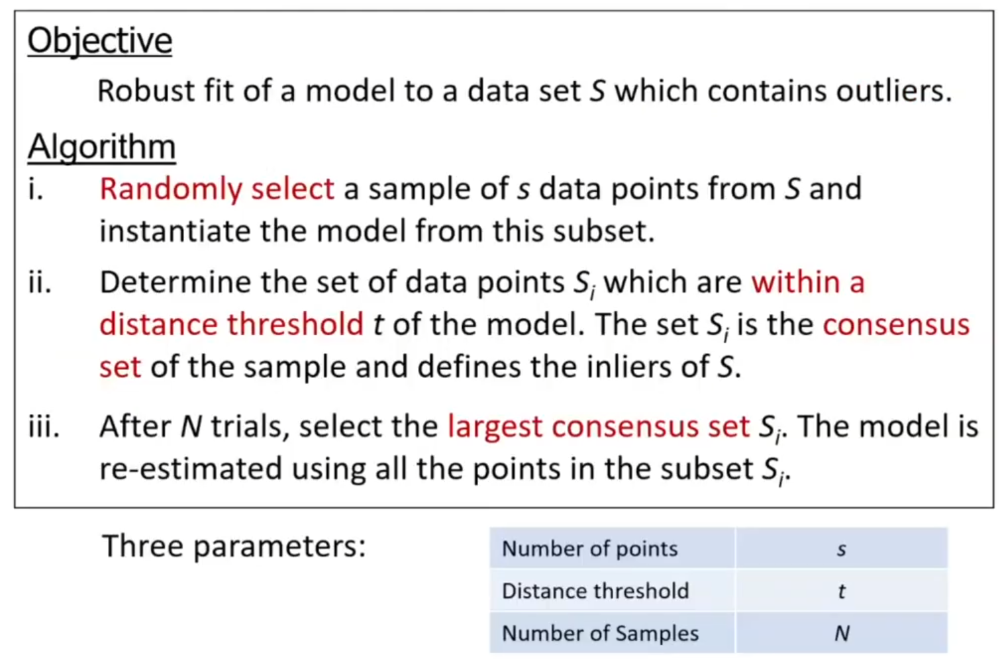 Objective
Robust fit of a model to a data set S which contains outliers.
Algorithm
i. Randomly select a sample of s data points from S and
instantiate the model from this subset.
ii. Determine the set of data points Sᵢ which are within a
distance threshold t of the model. The set Sᵢ is the consensus
set of the sample and defines the inliers of S.
iii. After N trials, select the largest consensus set Sᵢ. The model is
re-estimated using all the points in the subset Sᵢ.
Three parameters:
Number of points s
Distance threshold t
Number of Samples N